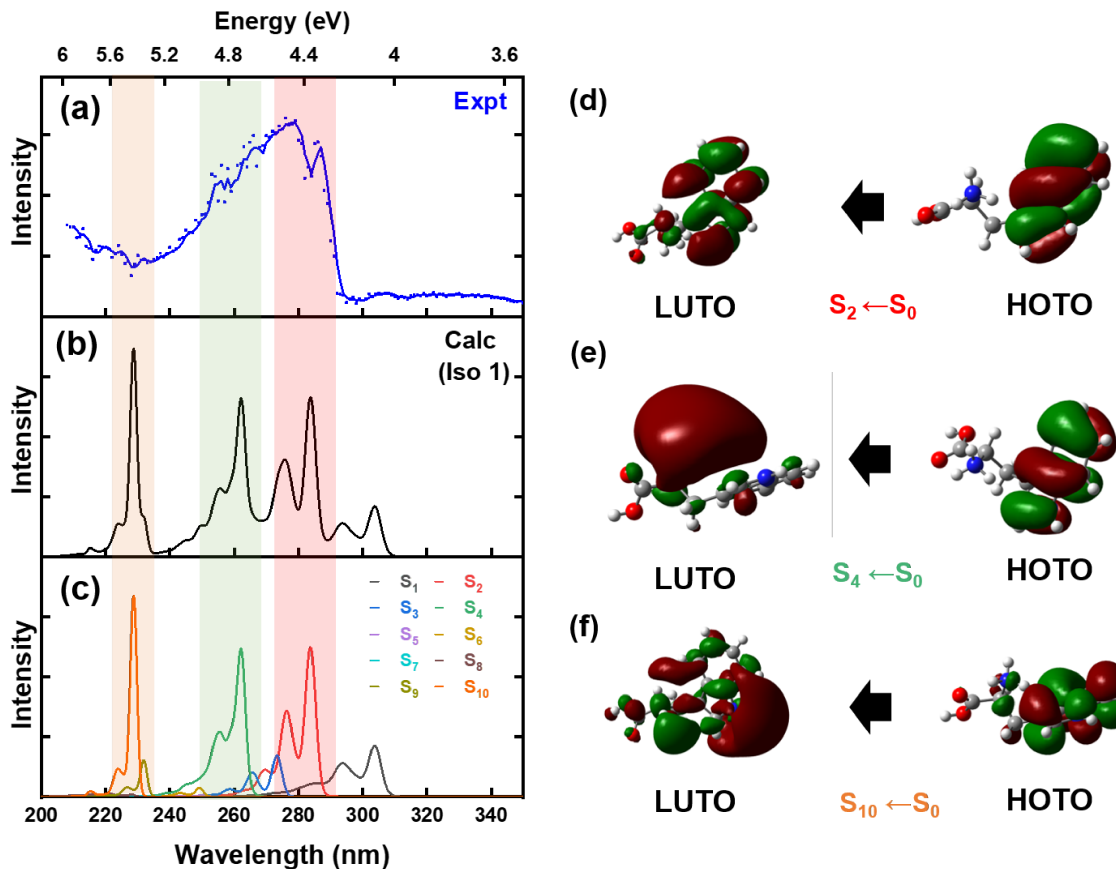 Energy (eV)
6 5.6 5.2 4.8 4.4 4 3.6
(a)
Expt
Intensity
(b)
Calc
(Iso 1)
Intensity
(c)
S₁ S₂
S₃ S₄
S₅ S₆
S₇ S₈
S₉ S₁₀
Intensity
200 220 240 260 280 300 320 340
Wavelength (nm)
(d)
LUTO
S₂ ←S₀
HOTO
(e)
LUTO
S₄ ←S₀
HOTO
(f)
LUTO
S₁₀ ←S₀
HOTO